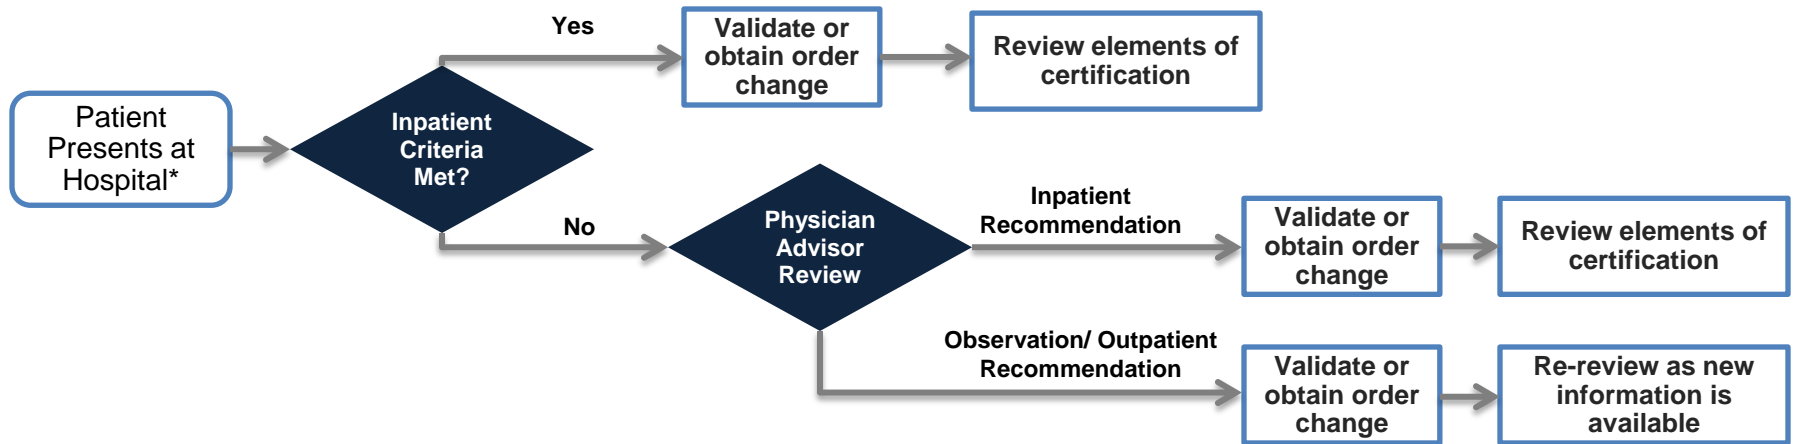 Patient
Presents at
Hospital*
Inpatient
Criteria
Met?
Yes
Validate or
obtain order
change
Review elements of
certification
No
Physician
Advisor
Review
Inpatient
Recommendation
Validate or
obtain order
change
Review elements of
certification
Observation/ Outpatient
Recommendation
Validate or
obtain order
change
Re-review as new
information is
available